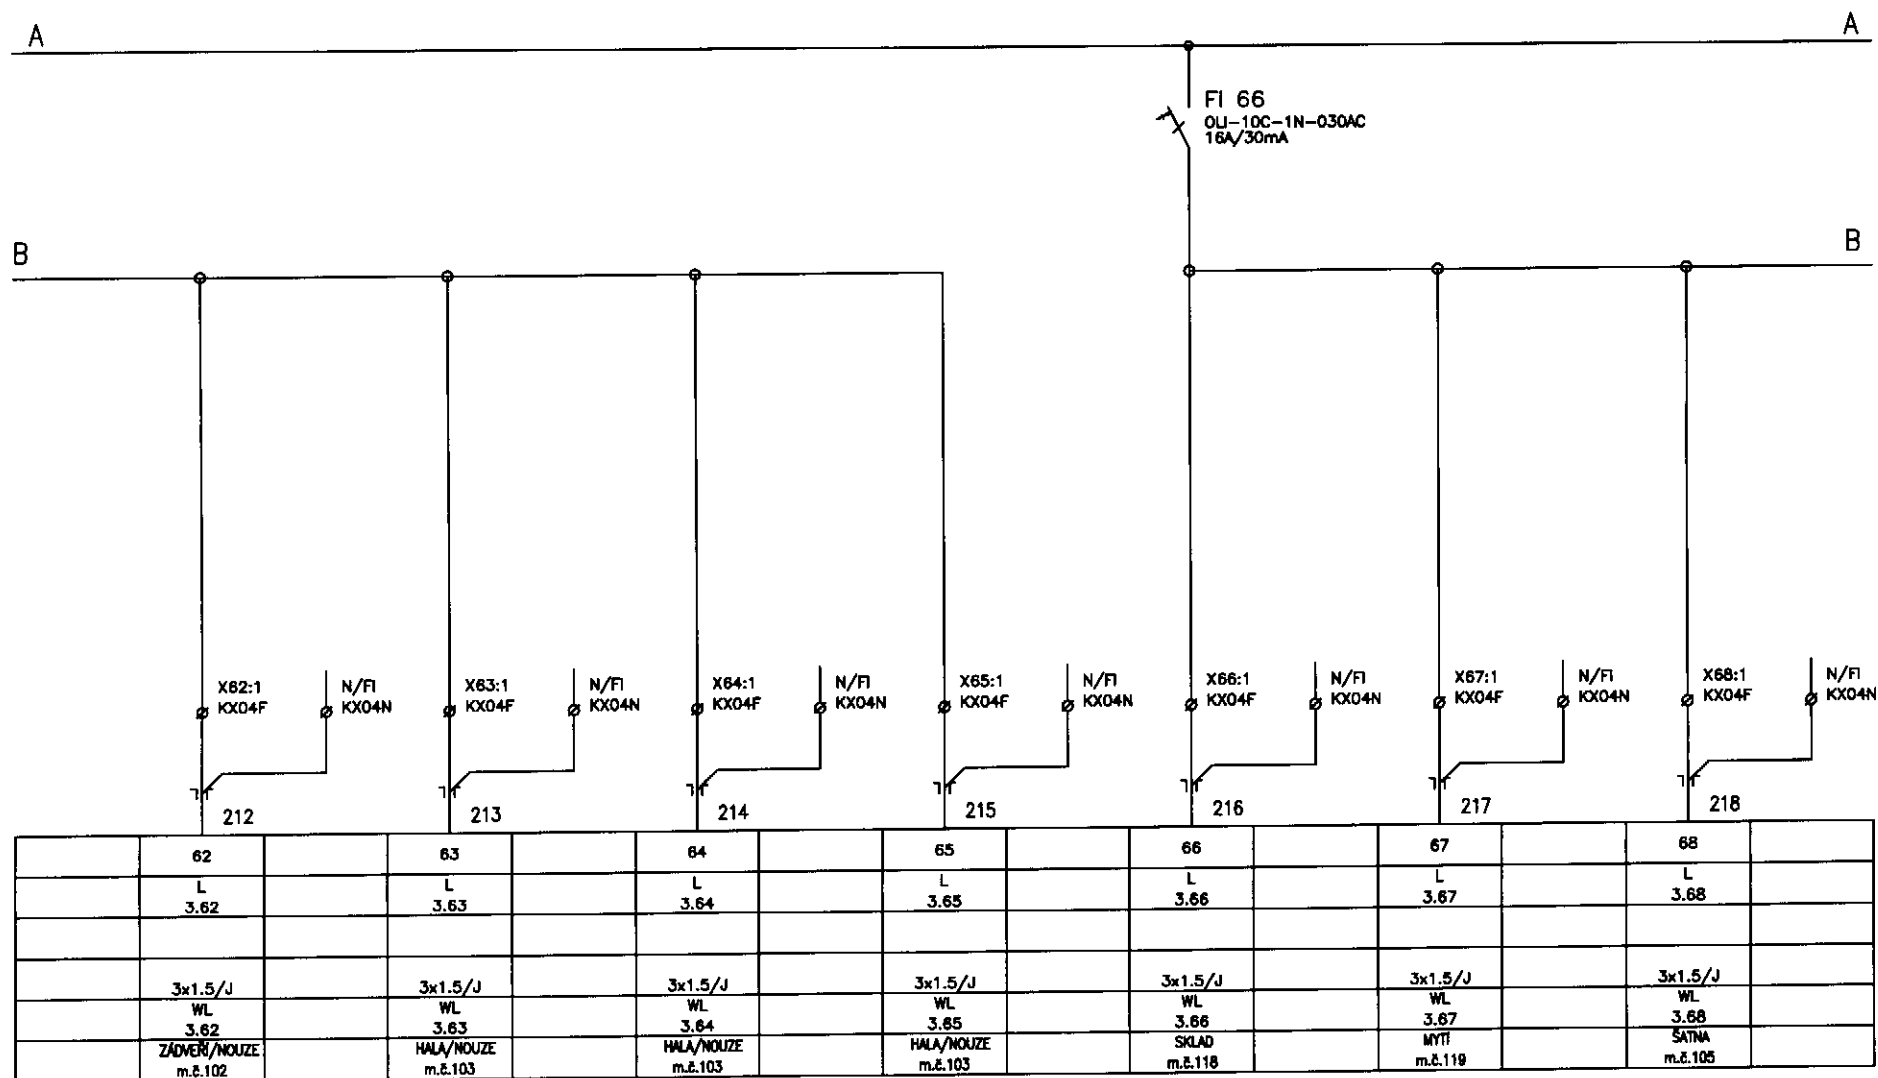 A
A
FI 66
OLI-10C-1N-030AC
16A/30mA
B
B
X62:1
KX04F
N/FI
KX04N
X63:1
KX04F
N/FI
KX04N
X64:1
KX04F
N/FI
KX04N
X65:1
KX04F
N/FI
KX04N
X66:1
KX04F
N/FI
KX04N
X67:1
KX04F
N/FI
KX04N
X68:1
KX04F
N/FI
KX04N
212
213
214
215
216
217
218
62
63
64
65
66
67
68
L
L
L
L
L
L
L
3.62
3.63
3.64
3.65
3.66
3.67
3.68
3x1.5/J
3x1.5/J
3x1.5/J
3x1.5/J
3x1.5/J
3x1.5/J
3x1.5/J
WL
WL
WL
WL
WL
WL
WL
3.62
3.63
3.64
3.65
3.66
3.67
3.68
ZÁDVEŘÍ/NOUZE
HALA/NOUZE
HALA/NOUZE
HALA/NOUZE
SKLAD
MYTÍ
ŠATNA
m.č.102
m.č.103
m.č.103
m.č.103
m.č.118
m.č.119
m.č.105